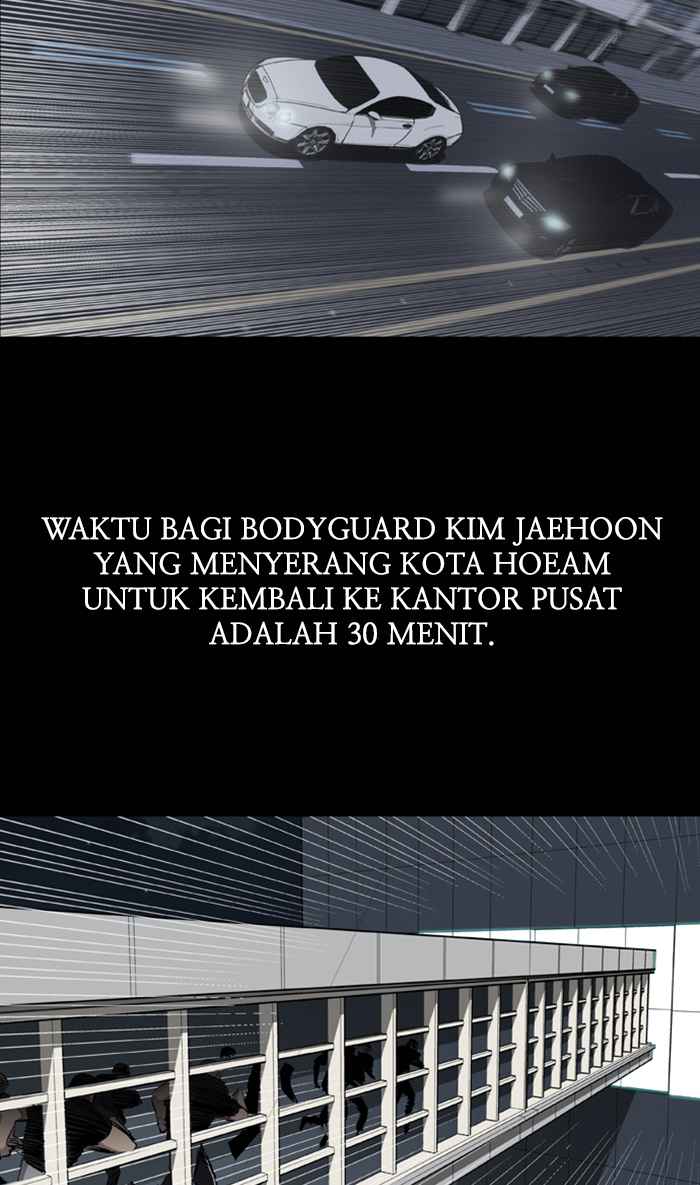 WAKTU BAGI BODYGUARD KIM JAEHOON
YANG MENYERANG KOTA HOEAM
UNTUK KEMBALI KE KANTOR PUSAT
ADALAH 30 MENIT.